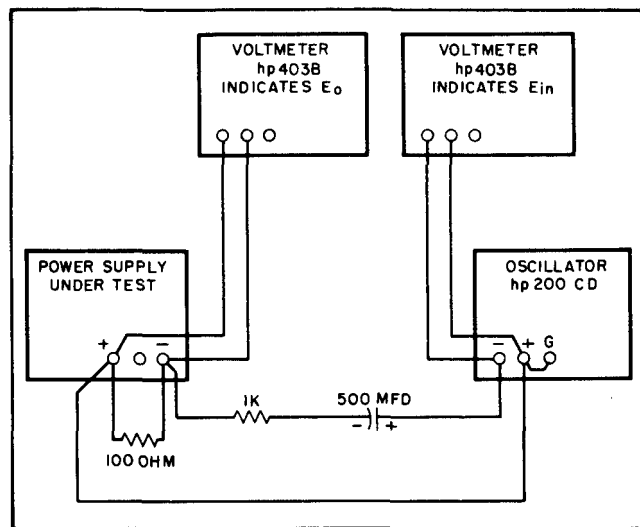 VOLTMETER
hp403B
INDICATES Eo
VOLTMETER
hp403B
INDICATES Ein
POWER SUPPLY
UNDER TEST
+ −
OSCILLATOR
hp 200 CD
− + G
1K
500 MFD
− +
100 OHM